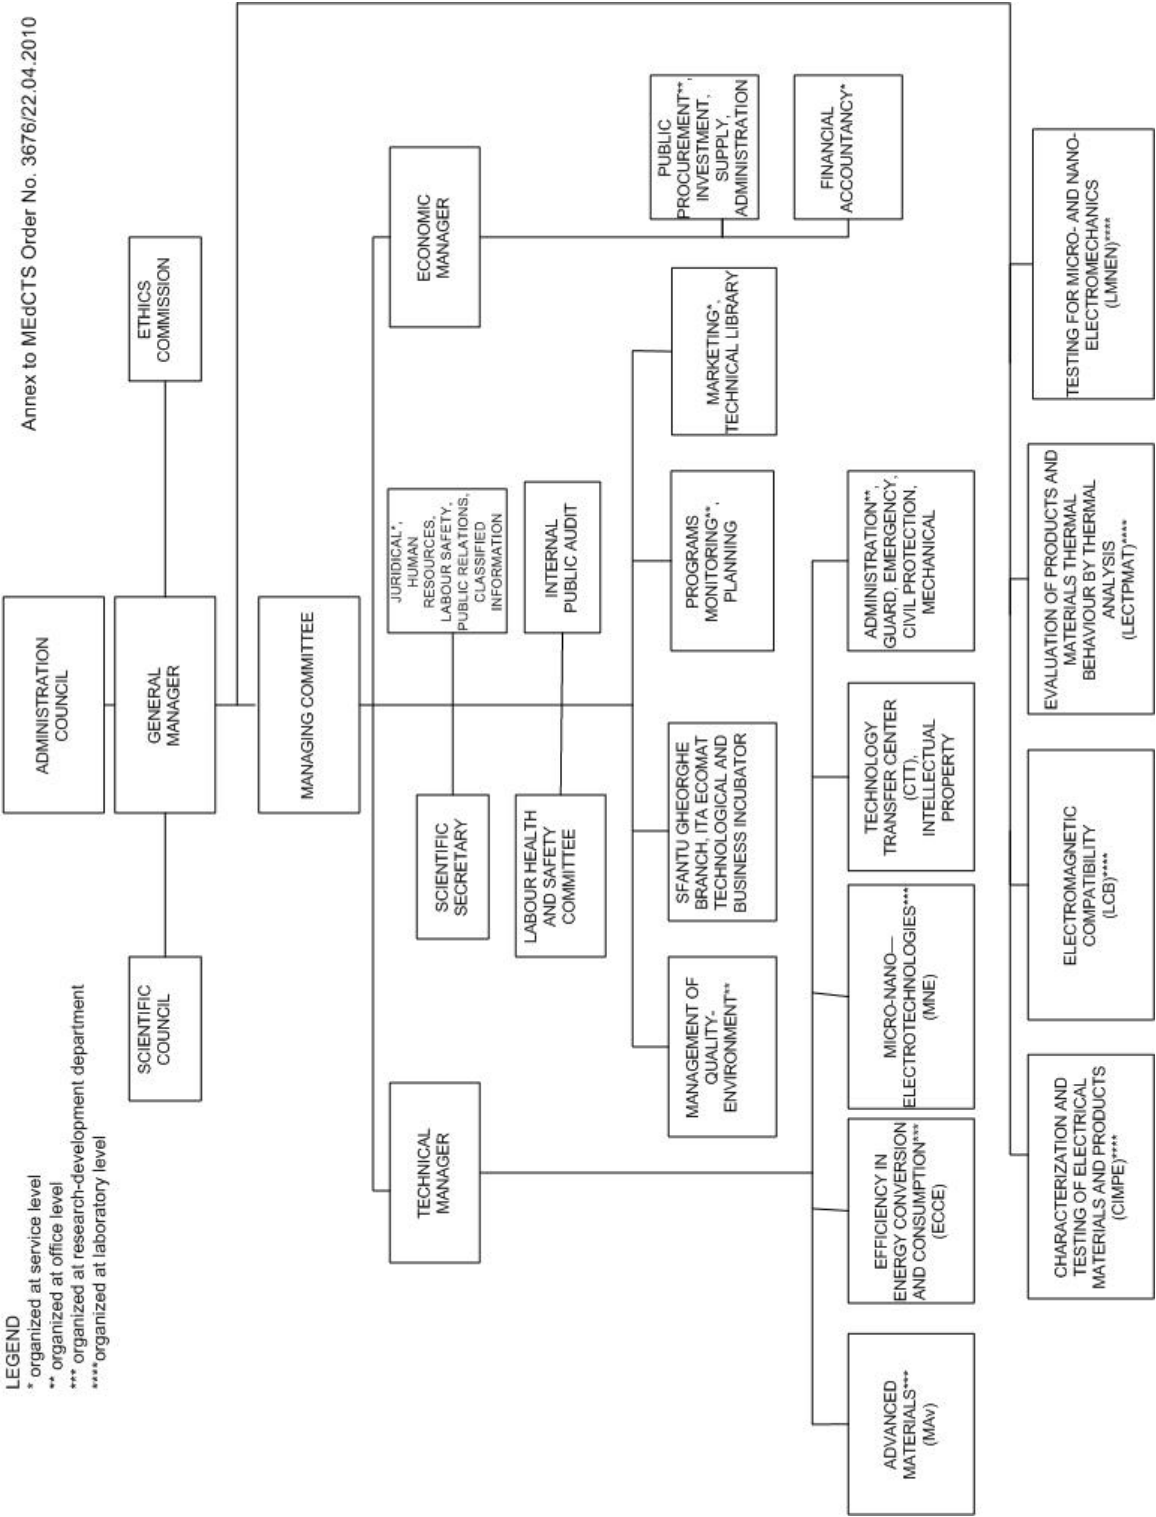 Annex to MEdCTS Order No. 3676/22.04.2010
LEGEND
* organized at service level
** organized at office level
*** organized at research-development department
****organized at laboratory level
ADMINISTRATION
COUNCIL
SCIENTIFIC
COUNCIL
GENERAL
MANAGER
ETHICS
COMMISSION
MANAGING COMMITTEE
TECHNICAL
MANAGER
SCIENTIFIC
SECRETARY
JURIDICAL*,
HUMAN
RESOURCES,
LABOUR SAFETY,
PUBLIC RELATIONS,
CLASSIFIED
INFORMATION
ECONOMIC
MANAGER
LABOUR HEALTH
AND SAFETY
COMMITTEE
INTERNAL
PUBLIC AUDIT
MANAGEMENT OF
QUALITY-
ENVIRONMENT**
SFANTU GHEORGHE
BRANCH, ITA ECOMAT
TECHNOLOGICAL AND
BUSINESS INCUBATOR
PROGRAMS
MONITORING**,
PLANNING
MARKETING*,
TECHNICAL LIBRARY
PUBLIC
PROCUREMENT**,
INVESTMENT,
SUPPLY,
ADMINISTRATION
FINANCIAL
ACCOUNTANCY*
ADVANCED
MATERIALS***
(MAv)
EFFICIENCY IN
ENERGY CONVERSION
AND CONSUMPTION***
(ECCE)
MICRO-NANO—
ELECTROTECHNOLOGIES***
(MNE)
TECHNOLOGY
TRANSFER CENTER
(CTT),
INTELLECTUAL
PROPERTY
ADMINISTRATION**,
GUARD, EMERGENCY,
CIVIL PROTECTION,
MECHANICAL
CHARACTERIZATION AND
TESTING OF ELECTRICAL
MATERIALS AND PRODUCTS
(CIMPE)****
ELECTROMAGNETIC
COMPATIBILITY
(LCB)****
EVALUATION OF PRODUCTS AND
MATERIALS THERMAL
BEHAVIOUR BY THERMAL
ANALYSIS
(LECTPMAT)****
TESTING FOR MICRO- AND NANO-
ELECTROMECHANICS
(LMNEN)****